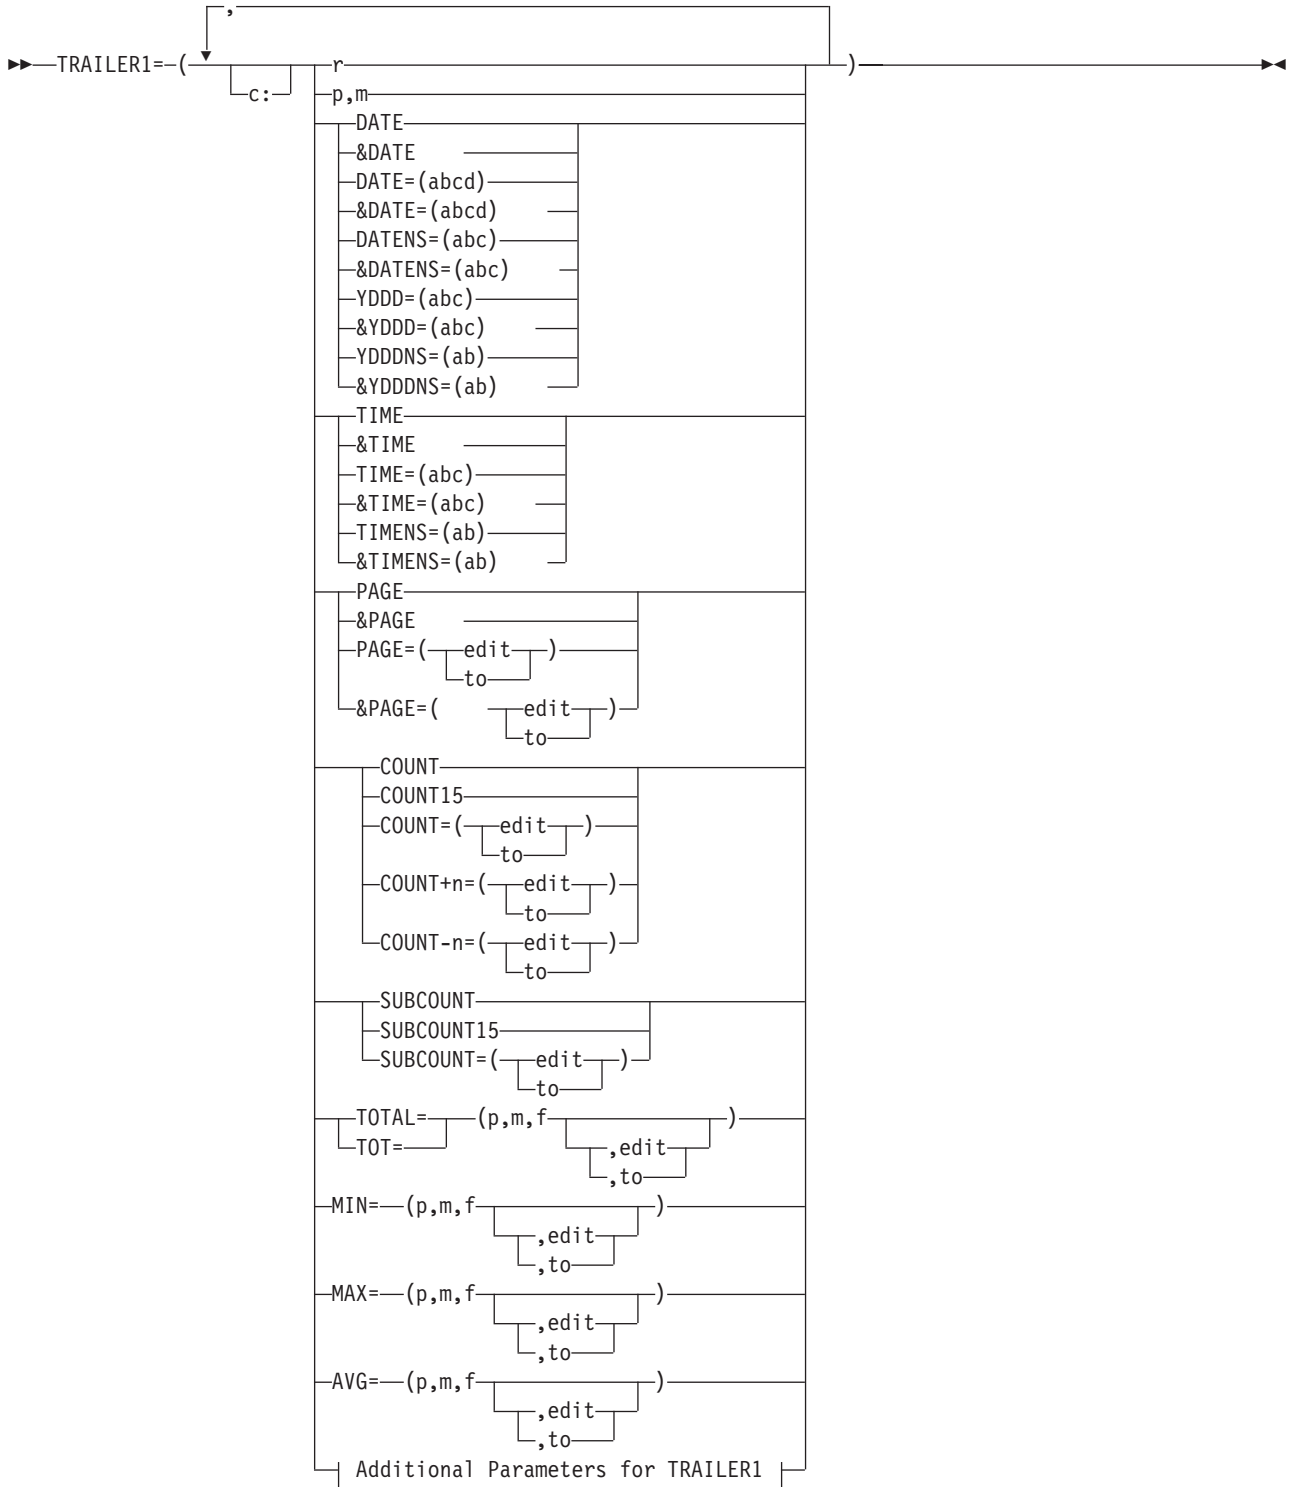 ,
TRAILER1=(
c:
r
)
p,m
DATE
&DATE
DATE=(abcd)
&DATE=(abcd)
DATENS=(abc)
&DATENS=(abc)
YDDD=(abc)
&YDDD=(abc)
YDDDNS=(ab)
&YDDDNS=(ab)
TIME
&TIME
TIME=(abc)
&TIME=(abc)
TIMENS=(ab)
&TIMENS=(ab)
PAGE
&PAGE
PAGE=( edit )
to
&PAGE=( edit )
to
COUNT
COUNT15
COUNT=( edit )
to
COUNT+n=( edit )
to
COUNT-n=( edit )
to
SUBCOUNT
SUBCOUNT15
SUBCOUNT=( edit )
to
TOTAL= (p,m,f )
TOT= ,edit
,to
MIN= (p,m,f )
,edit
,to
MAX= (p,m,f )
,edit
,to
AVG= (p,m,f )
,edit
,to
Additional Parameters for TRAILER1